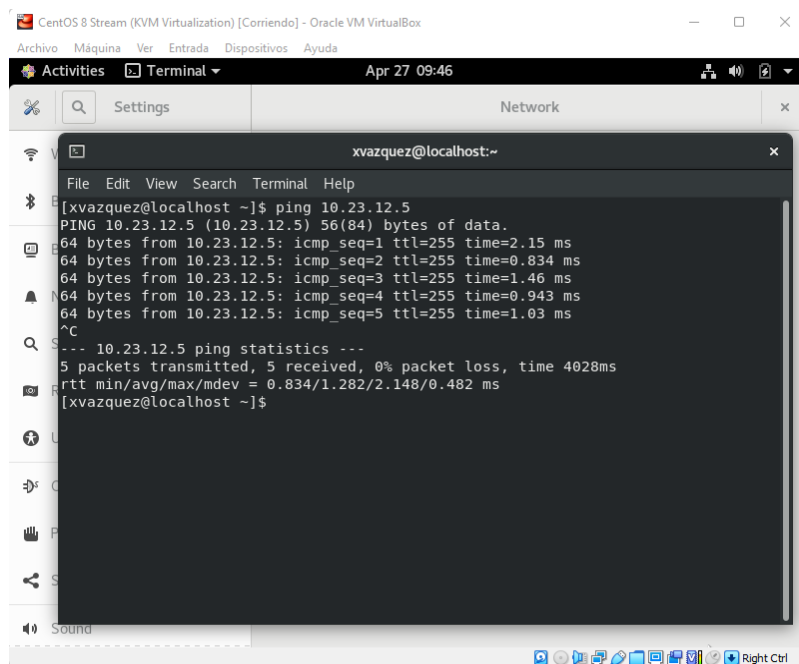 CentOS 8 Stream (KVM Virtualization) [Corriendo] - Oracle VM VirtualBox
Archivo Máquina Ver Entrada Dispositivos Ayuda
Activities Terminal Apr 27 09:46
Settings Network
xvazquez@localhost:~
File Edit View Search Terminal Help
[xvazquez@localhost ~]$ ping 10.23.12.5
PING 10.23.12.5 (10.23.12.5) 56(84) bytes of data.
64 bytes from 10.23.12.5: icmp_seq=1 ttl=255 time=2.15 ms
64 bytes from 10.23.12.5: icmp_seq=2 ttl=255 time=0.834 ms
64 bytes from 10.23.12.5: icmp_seq=3 ttl=255 time=1.46 ms
64 bytes from 10.23.12.5: icmp_seq=4 ttl=255 time=0.943 ms
64 bytes from 10.23.12.5: icmp_seq=5 ttl=255 time=1.03 ms
^C
--- 10.23.12.5 ping statistics ---
5 packets transmitted, 5 received, 0% packet loss, time 4028ms
rtt min/avg/max/mdev = 0.834/1.282/2.148/0.482 ms
[xvazquez@localhost ~]$
Sound
Right Ctrl